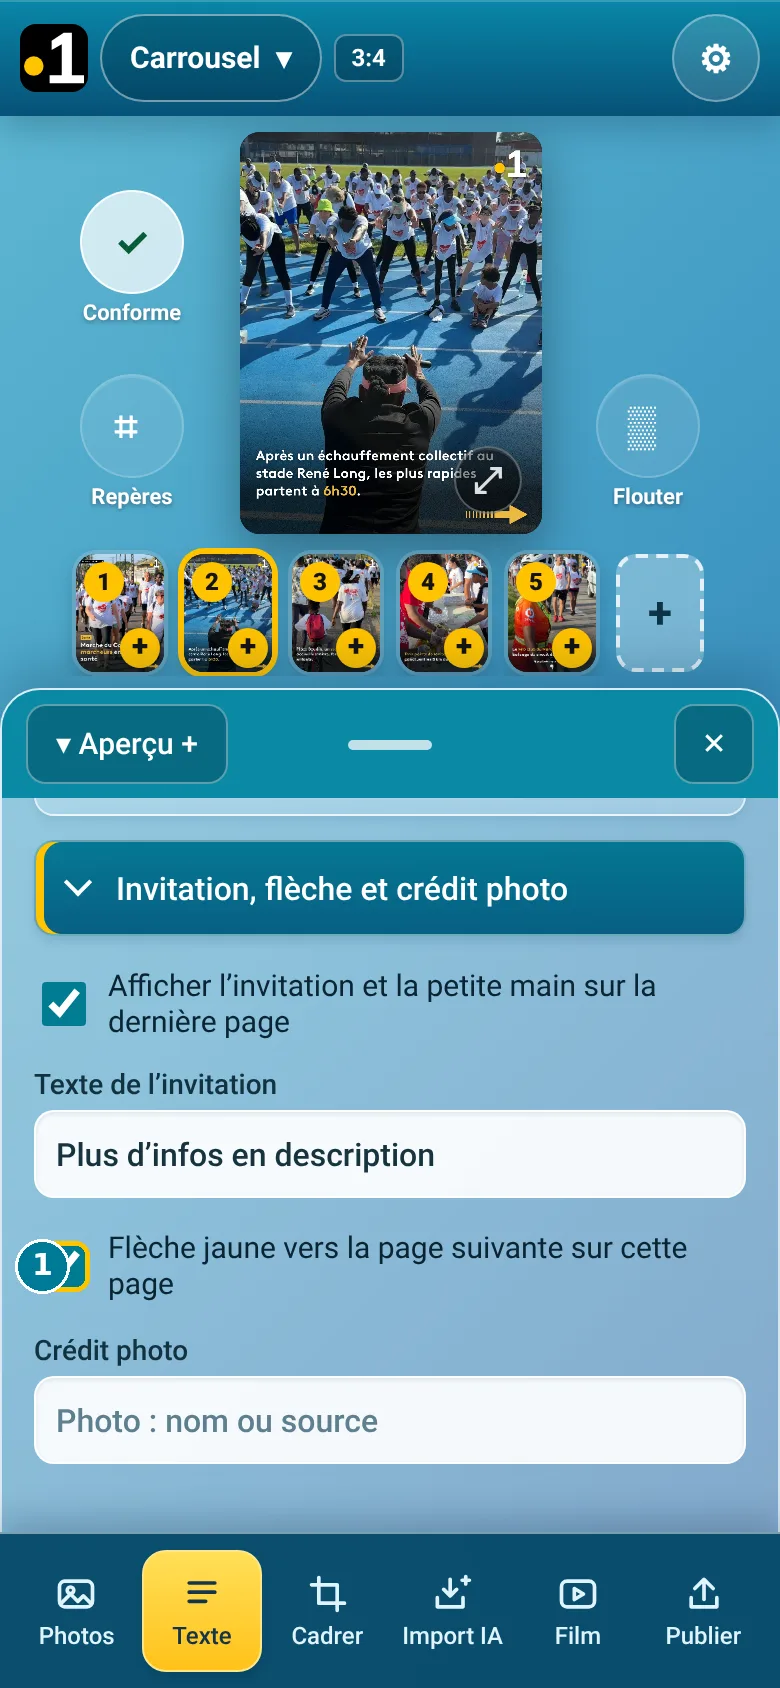 1
Carrousel ▼
3:4
1
Conforme
Repères
Flouter
Après un échauffement collectif au
stade René Long, les plus rapides
partent à 6h30.
1
2
3
4
5
+
+
+
+
+
+
▾ Aperçu +
×
Invitation, flèche et crédit photo
Afficher l’invitation et la petite main sur la
dernière page
Texte de l’invitation
Plus d’infos en description
1
Flèche jaune vers la page suivante sur cette
page
Crédit photo
Photo : nom ou source
Photos
Texte
Cadrer
Import IA
Film
Publier